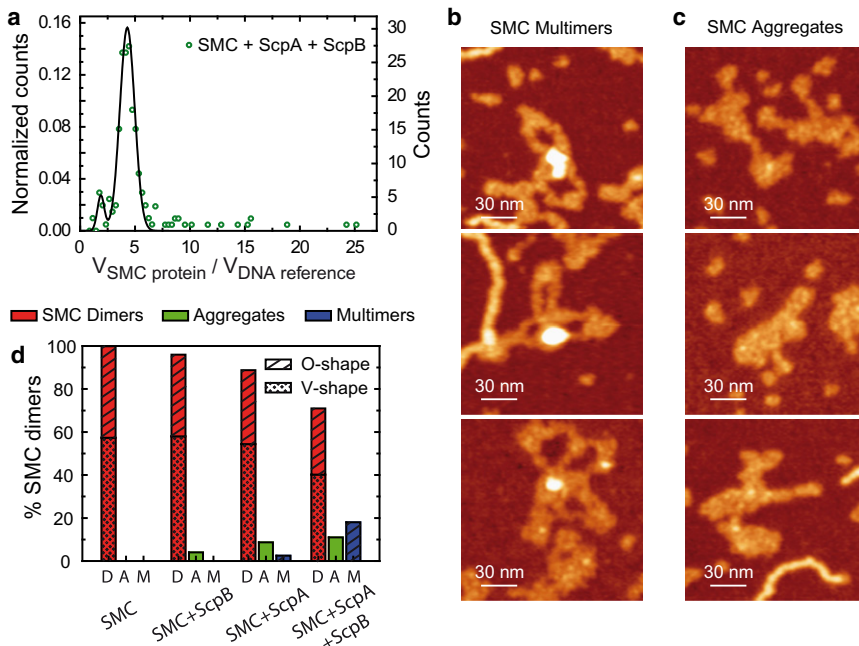 a
0.16
0.12
0.08
0.04
0.00
Normalized counts
SMC + ScpA + ScpB
30
25
20
15
10
5
0
Counts
0 5 10 15 20 25
V SMC protein / V DNA reference
b
SMC Multimers
30 nm
30 nm
30 nm
c
SMC Aggregates
30 nm
30 nm
30 nm
SMC Dimers Aggregates Multimers
d
100
80
60
40
20
0
% SMC dimers
O-shape
V-shape
D A M D A M D A M D A M
SMC
SMC+ScpB
SMC+ScpA
SMC+ScpA
+ScpB